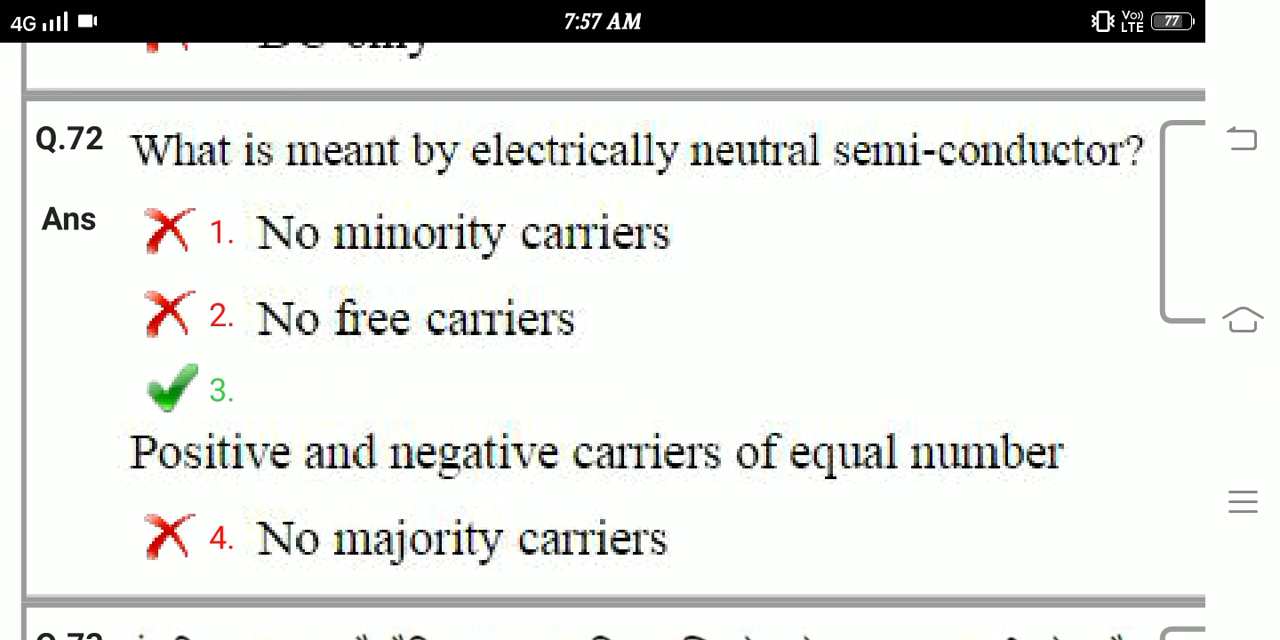 4G 7:57 AM Vo)) LTE 77
Q.72 What is meant by electrically neutral semi-conductor?
Ans 1. No minority carriers
2. No free carriers
3.
Positive and negative carriers of equal number
4. No majority carriers